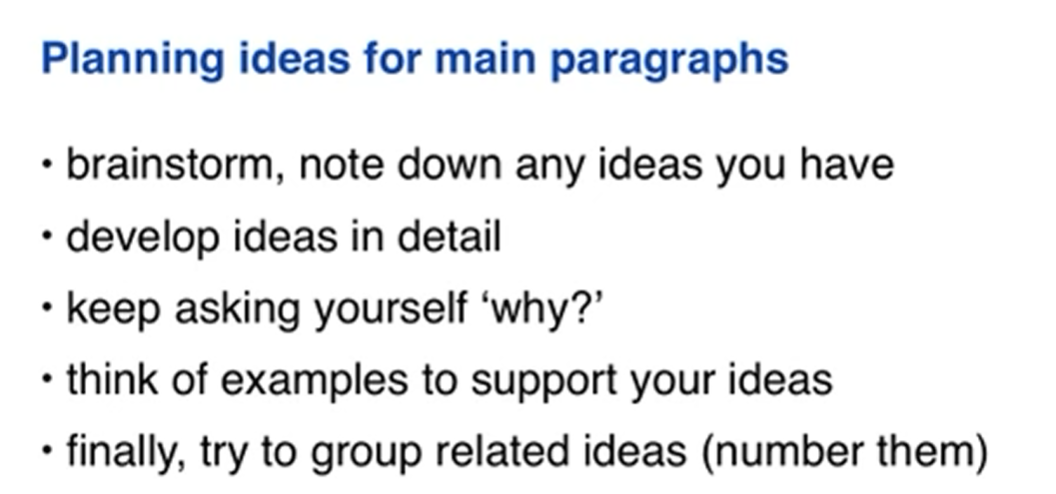 Planning ideas for main paragraphs
• brainstorm, note down any ideas you have
• develop ideas in detail
• keep asking yourself ‘why?’
• think of examples to support your ideas
• finally, try to group related ideas (number them)